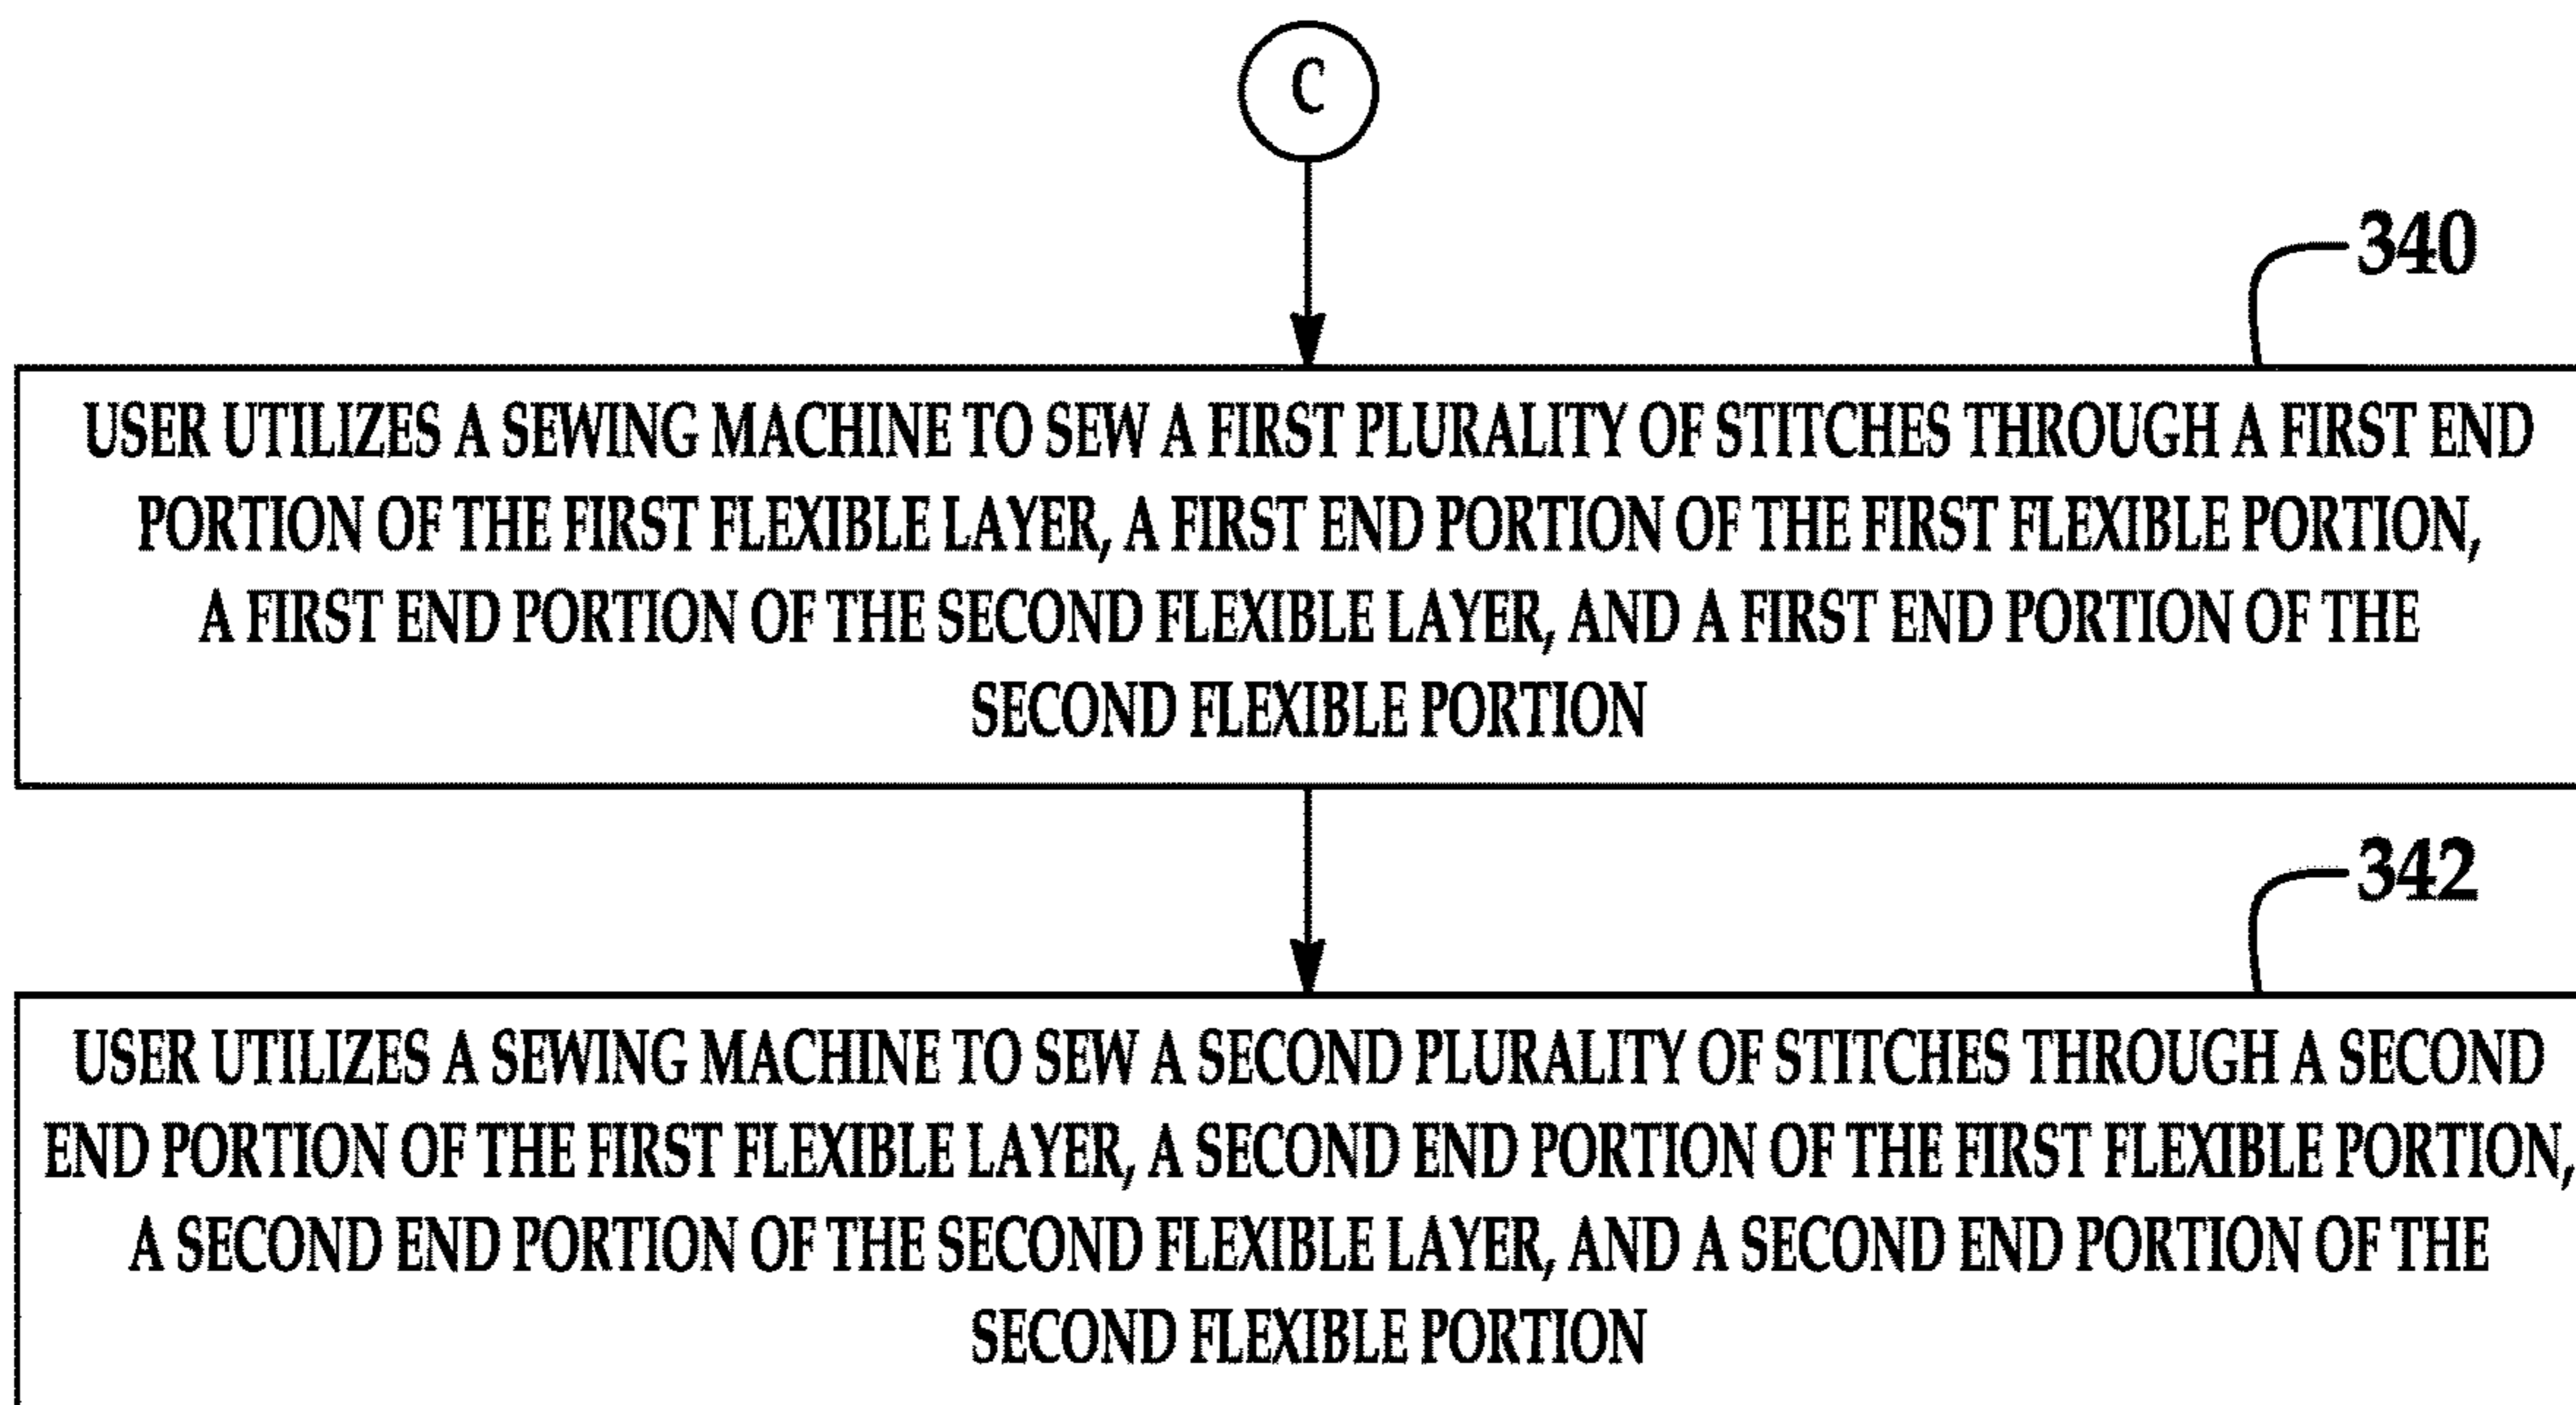 C
340
USER UTILIZES A SEWING MACHINE TO SEW A FIRST PLURALITY OF STITCHES THROUGH A FIRST END
PORTION OF THE FIRST FLEXIBLE LAYER, A FIRST END PORTION OF THE FIRST FLEXIBLE PORTION,
A FIRST END PORTION OF THE SECOND FLEXIBLE LAYER, AND A FIRST END PORTION OF THE
SECOND FLEXIBLE PORTION
342
USER UTILIZES A SEWING MACHINE TO SEW A SECOND PLURALITY OF STITCHES THROUGH A SECOND
END PORTION OF THE FIRST FLEXIBLE LAYER, A SECOND END PORTION OF THE FIRST FLEXIBLE PORTION,
A SECOND END PORTION OF THE SECOND FLEXIBLE LAYER, AND A SECOND END PORTION OF THE
SECOND FLEXIBLE PORTION